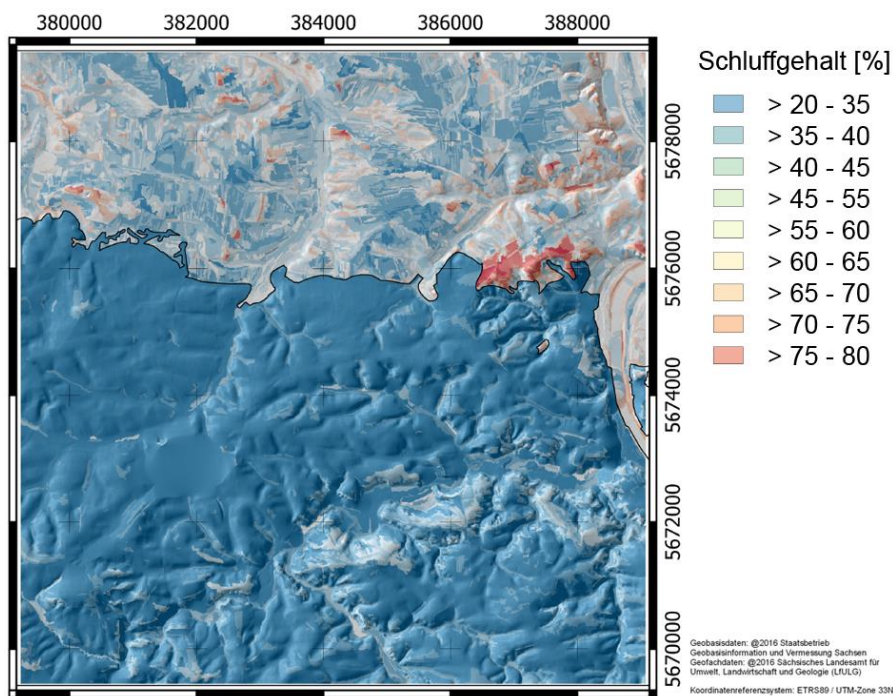 380000 382000 384000 386000 388000
5678000
5676000
5674000
5672000
5670000
Schluffgehalt [%]
> 20 - 35
> 35 - 40
> 40 - 45
> 45 - 55
> 55 - 60
> 60 - 65
> 65 - 70
> 70 - 75
> 75 - 80
Geobasisdaten: @2016 Staatsbetrieb
Geobasisinformation und Vermessung Sachsen
Geofachdaten: @2016 Sächsisches Landesamt für
Umwelt, Landwirtschaft und Geologie (LfULG)
Koordinatenreferenzsystem: ETRS89 / UTM-Zone